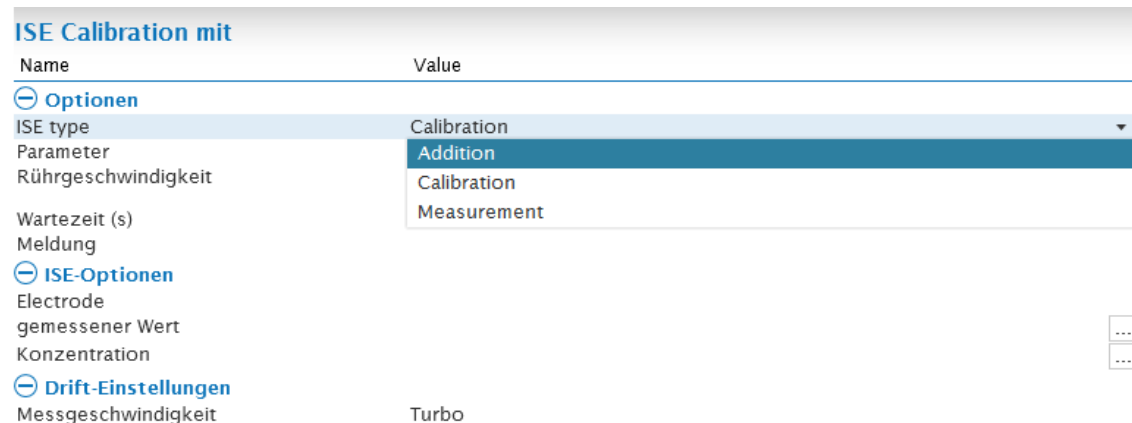 ISE Calibration mit
Name Value
Optionen
ISE type Calibration
Parameter Addition
Rührgeschwindigkeit Calibration
Wartezeit (s) Measurement
Meldung
ISE-Optionen
Electrode
gemessener Wert ...
Konzentration ...
Drift-Einstellungen
Messgeschwindigkeit Turbo